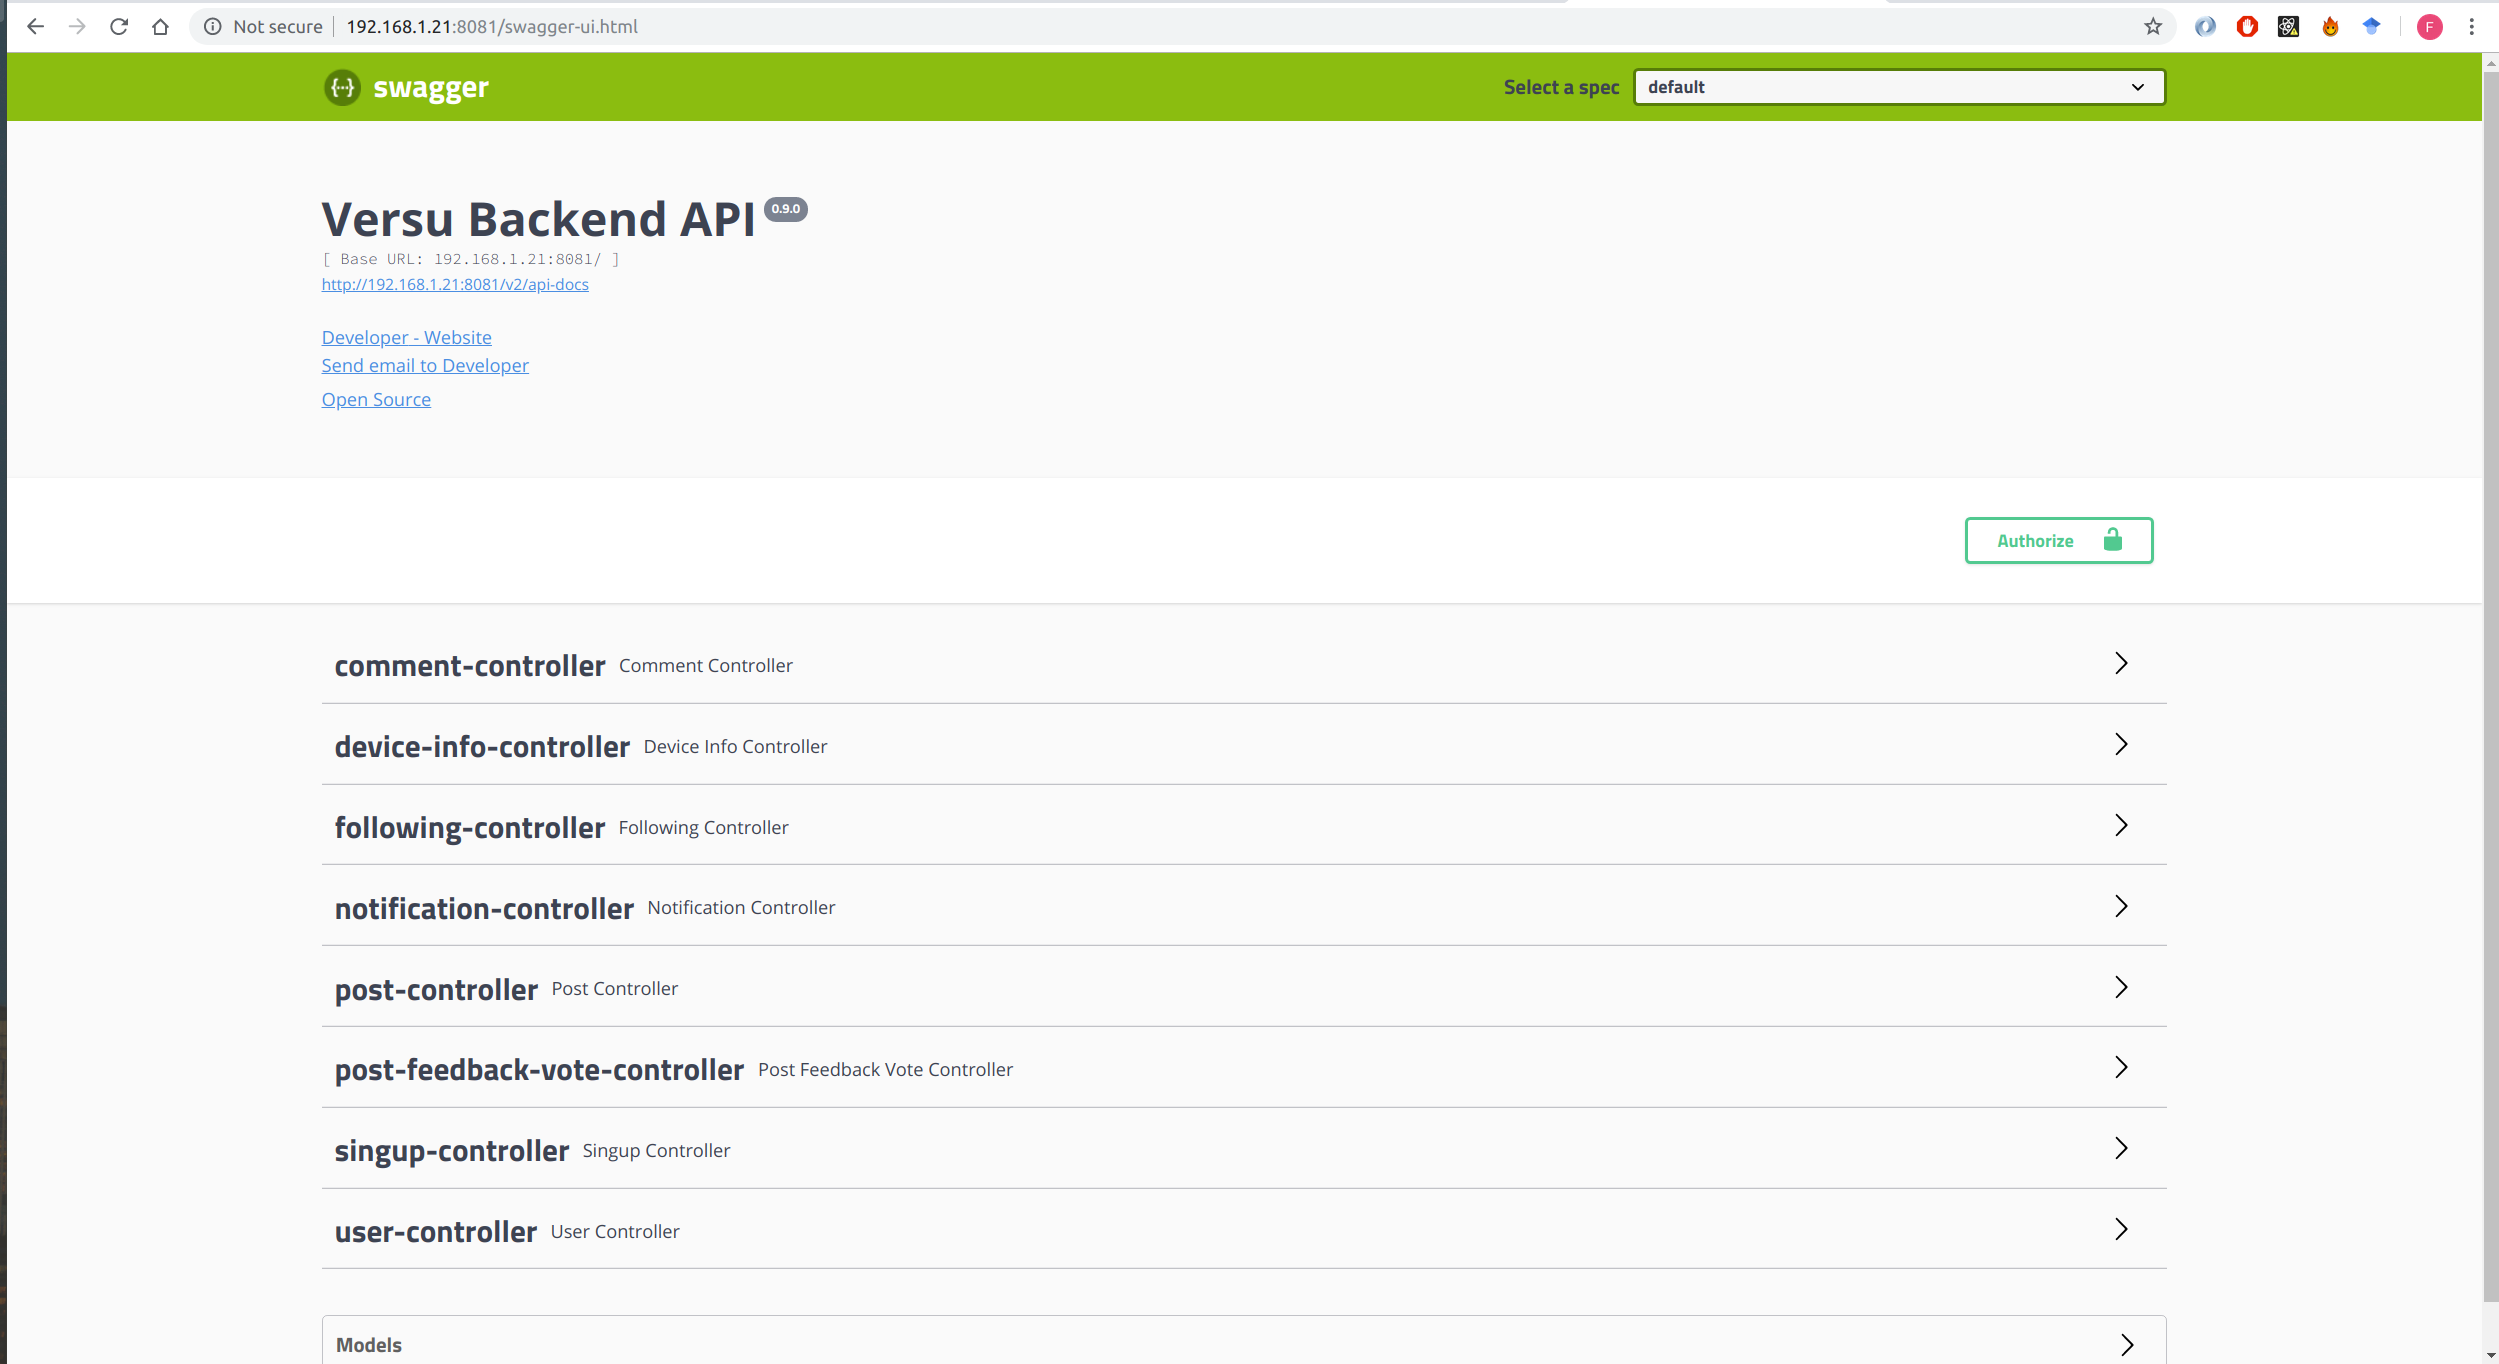 Not secure 192.168.1.21:8081/swagger-ui.html F
{...} swagger Select a spec default
Versu Backend API 0.9.0
[ Base URL: 192.168.1.21:8081/ ]
http://192.168.1.21:8081/v2/api-docs
Developer - Website
Send email to Developer
Open Source
Authorize
comment-controller Comment Controller
device-info-controller Device Info Controller
following-controller Following Controller
notification-controller Notification Controller
post-controller Post Controller
post-feedback-vote-controller Post Feedback Vote Controller
singup-controller Singup Controller
user-controller User Controller
Models